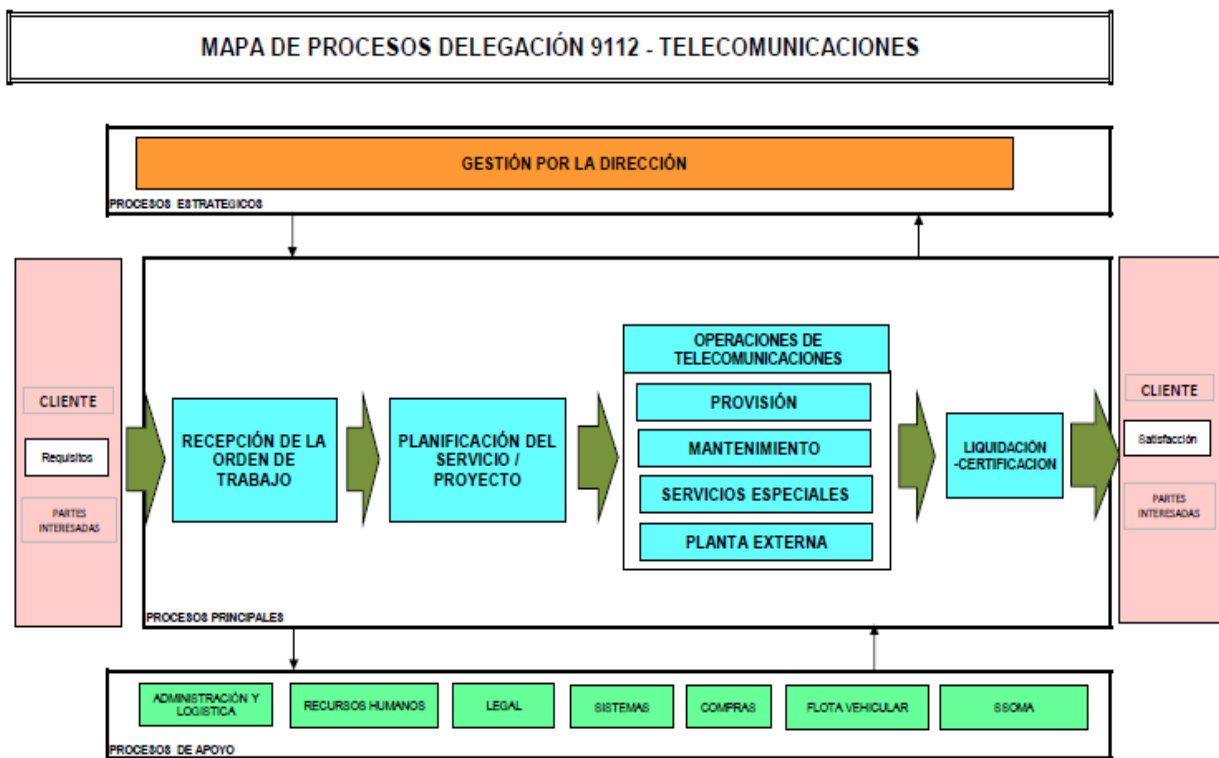 MAPA DE PROCESOS DELEGACIÓN 9112 - TELECOMUNICACIONES
GESTIÓN POR LA DIRECCIÓN
PROCESOS ESTRATEGICOS
CLIENTE
Requisitos
PARTES
INTERESADAS
RECEPCIÓN DE LA
ORDEN DE
TRABAJO
PLANIFICACIÓN DEL
SERVICIO /
PROYECTO
OPERACIONES DE
TELECOMUNICACIONES
PROVISIÓN
MANTENIMIENTO
SERVICIOS ESPECIALES
PLANTA EXTERNA
LIQUIDACIÓN
-CERTIFICACION
CLIENTE
Satisfacción
PARTES
INTERESADAS
PROCESOS PRINCIPALES
ADMINISTRACIÓN Y
LOGISTICA
RECURSOS HUMANOS
LEGAL
SISTEMAS
COMPRAS
FLOTA VEHICULAR
SSOMA
PROCESOS DE APOYO